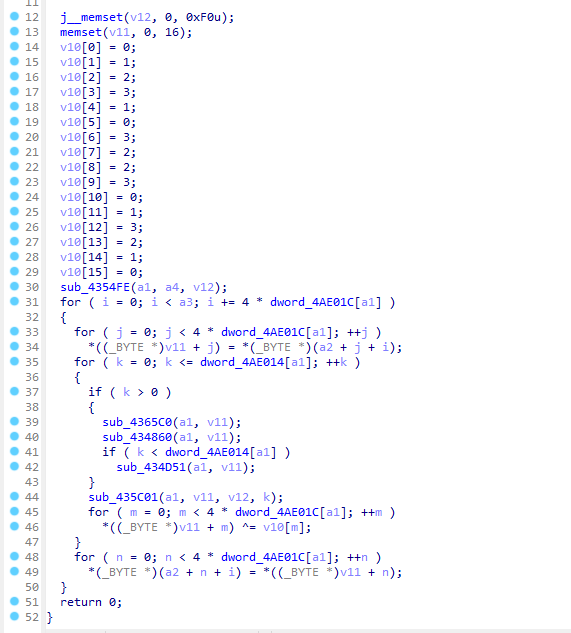 11
12 j__memset(v12, 0, 0xF0u);
13 memset(v11, 0, 16);
14 v10[0] = 0;
15 v10[1] = 1;
16 v10[2] = 2;
17 v10[3] = 3;
18 v10[4] = 1;
19 v10[5] = 0;
20 v10[6] = 3;
21 v10[7] = 2;
22 v10[8] = 2;
23 v10[9] = 3;
24 v10[10] = 0;
25 v10[11] = 1;
26 v10[12] = 3;
27 v10[13] = 2;
28 v10[14] = 1;
29 v10[15] = 0;
30 sub_4354FE(a1, a4, v12);
31 for ( i = 0; i < a3; i += 4 * dword_4AE01C[a1] )
32 {
33 for ( j = 0; j < 4 * dword_4AE01C[a1]; ++j )
34 *((_BYTE *)v11 + j) = *(_BYTE *)(a2 + j + i);
35 for ( k = 0; k <= dword_4AE014[a1]; ++k )
36 {
37 if ( k > 0 )
38 {
39 sub_4365C0(a1, v11);
40 sub_434860(a1, v11);
41 if ( k < dword_4AE014[a1] )
42 sub_434D51(a1, v11);
43 }
44 sub_435C01(a1, v11, v12, k);
45 for ( m = 0; m < 4 * dword_4AE01C[a1]; ++m )
46 *((_BYTE *)v11 + m) ^= v10[m];
47 }
48 for ( n = 0; n < 4 * dword_4AE01C[a1]; ++n )
49 *(_BYTE *)(a2 + n + i) = *((_BYTE *)v11 + n);
50 }
51 return 0;
52 }